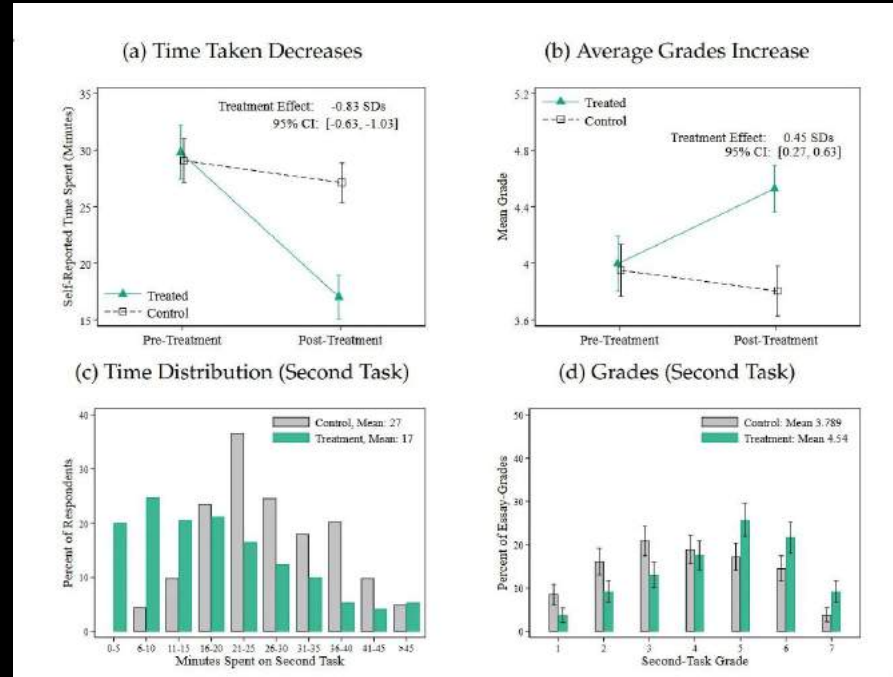 (a) Time Taken Decreases
Self-Reported Time Spent (Minutes)
35
30
25
20
15
Treatment Effect: -0.83 SDs
95% CI: [-0.63, -1.03]
Treated
Control
Pre-Treatment
Post-Treatment
(b) Average Grades Increase
Mean Grade
5.2
4.8
4.4
4
3.6
Treated
Control
Treatment Effect: 0.45 SDs
95% CI: [0.27, 0.63]
Pre-Treatment
Post-Treatment
(c) Time Distribution (Second Task)
Percent of Respondents
40
30
20
10
0
Control, Mean: 27
Treatment, Mean: 17
0-5 6-10 11-15 16-20 21-25 26-30 31-35 36-40 41-45 >45
Minutes Spent on Second Task
(d) Grades (Second Task)
Percent of Essay-Grades
50
40
30
20
10
0
Control: Mean 3.789
Treatment: Mean 4.54
1 2 3 4 5 6 7
Second-Task Grade